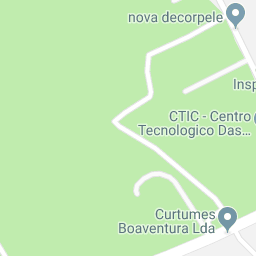 nova decorpele
Insp
CTIC - Centro
Tecnologico Das...
Curtumes
Boaventura Lda